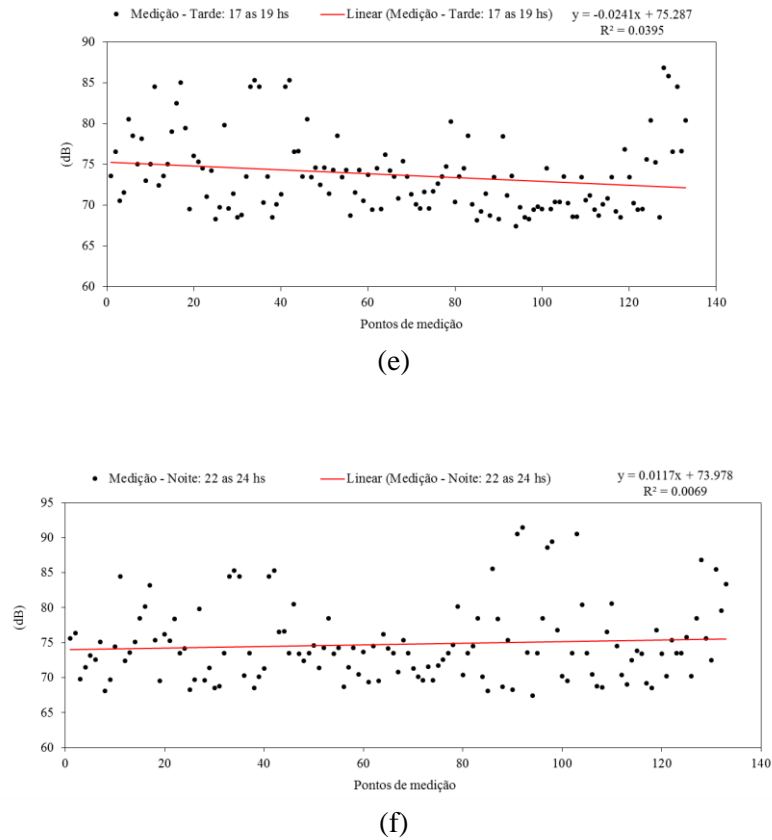 Medição - Tarde: 17 as 19 hs Linear (Medição - Tarde: 17 as 19 hs) y = -0.0241x + 75.287
R² = 0.0395
90
85
80
75
70
65
60
(dB)
0 20 40 60 80 100 120 140
Pontos de medição
(e)
Medição - Noite: 22 as 24 hs Linear (Medição - Noite: 22 as 24 hs) y = 0.0117x + 73.978
R² = 0.0069
95
90
85
80
75
70
65
60
(dB)
0 20 40 60 80 100 120 140
Pontos de medição
(f)